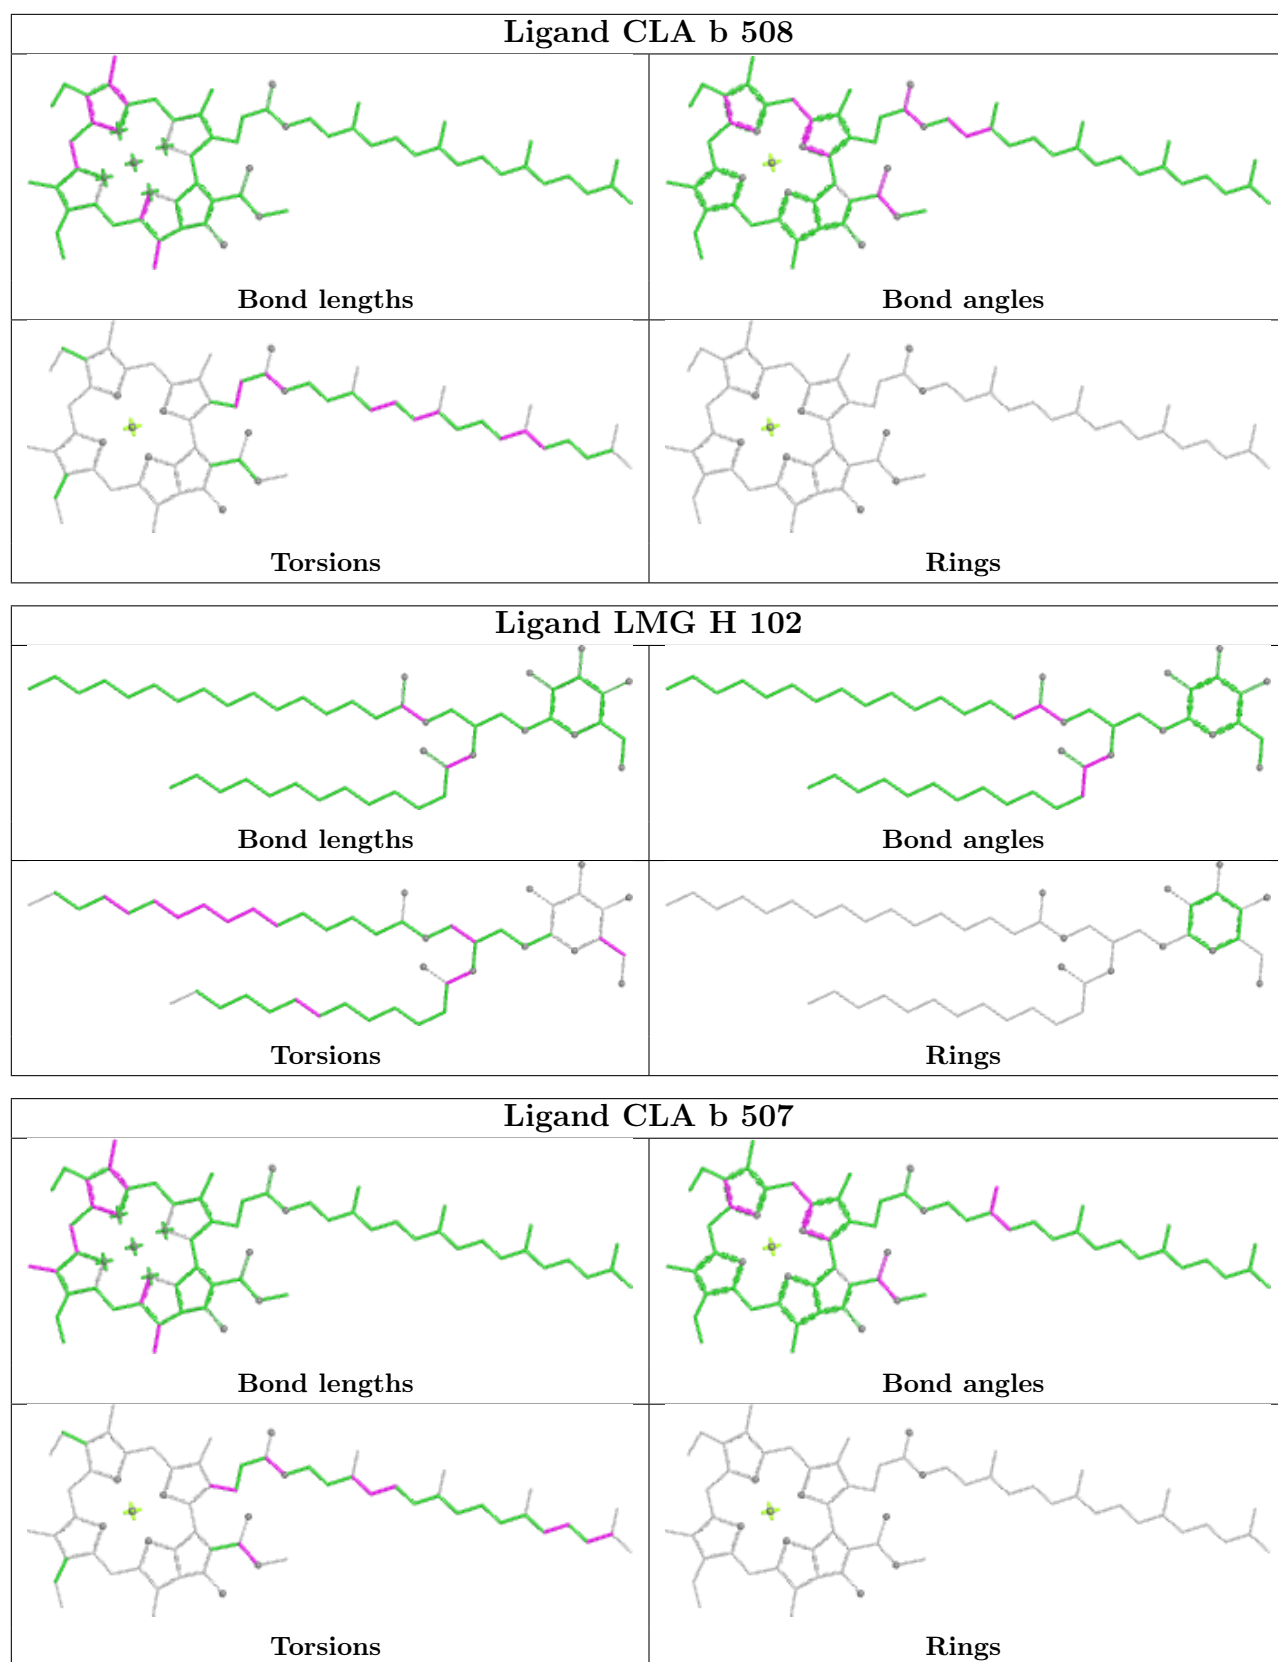 Ligand CLA b 508
Bond lengths
Bond angles
Torsions
Rings
Ligand LMG H 102
Bond lengths
Bond angles
Torsions
Rings
Ligand CLA b 507
Bond lengths
Bond angles
Torsions
Rings